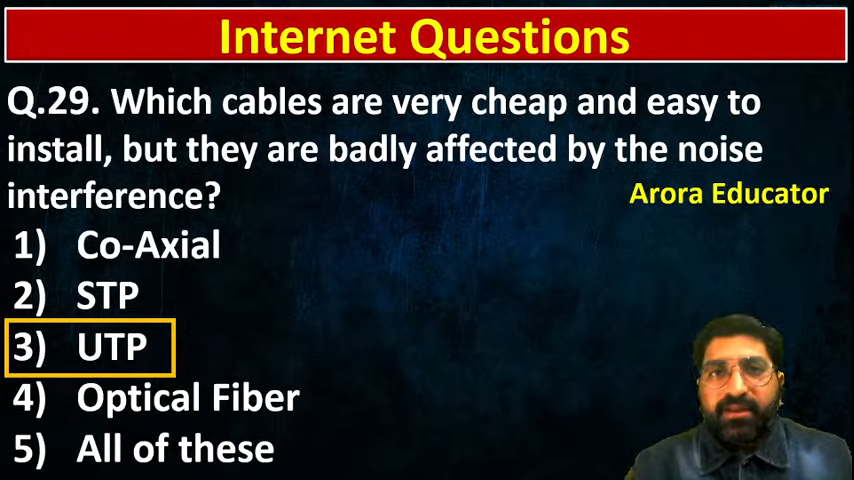 Internet Questions
Q.29. Which cables are very cheap and easy to
install, but they are badly affected by the noise
interference?
Arora Educator
1) Co-Axial
2) STP
3) UTP
4) Optical Fiber
5) All of these